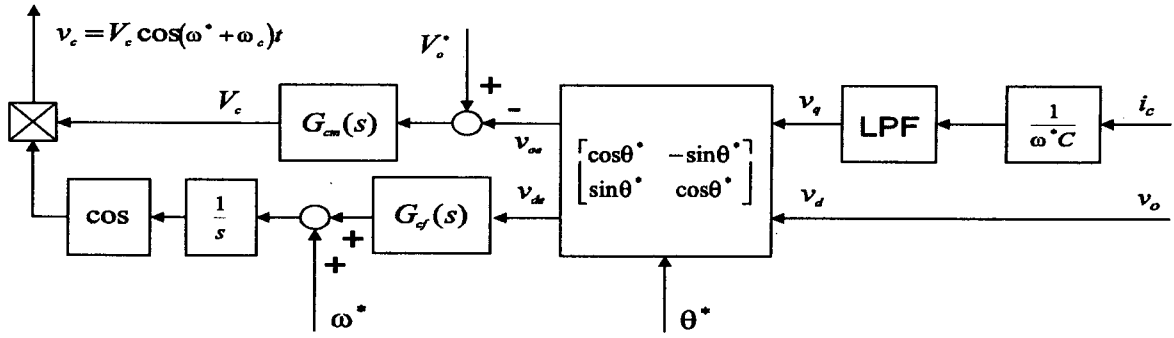 v_c = V_c cos(ω* + ω_c)t
V_o*
+
-
V_c
G_cm(s)
v_qe
v_q
LPF
1
ω*C
i_c
cosθ* -sinθ*
sinθ* cosθ*
cos
1
s
+
+
G_cf(s)
v_de
v_d
v_o
ω*
θ*